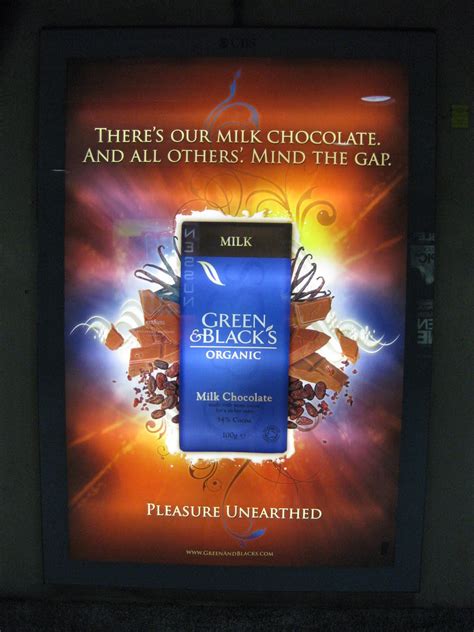 CBS
THERE'S OUR MILK CHOCOLATE.
AND ALL OTHERS'. MIND THE GAP.
MILK
GREEN
& BLACK'S
ORGANIC
Milk Chocolate
34% Cocoa
100g e
PLEASURE UNEARTHED
WWW.GREENANDBLACKS.COM